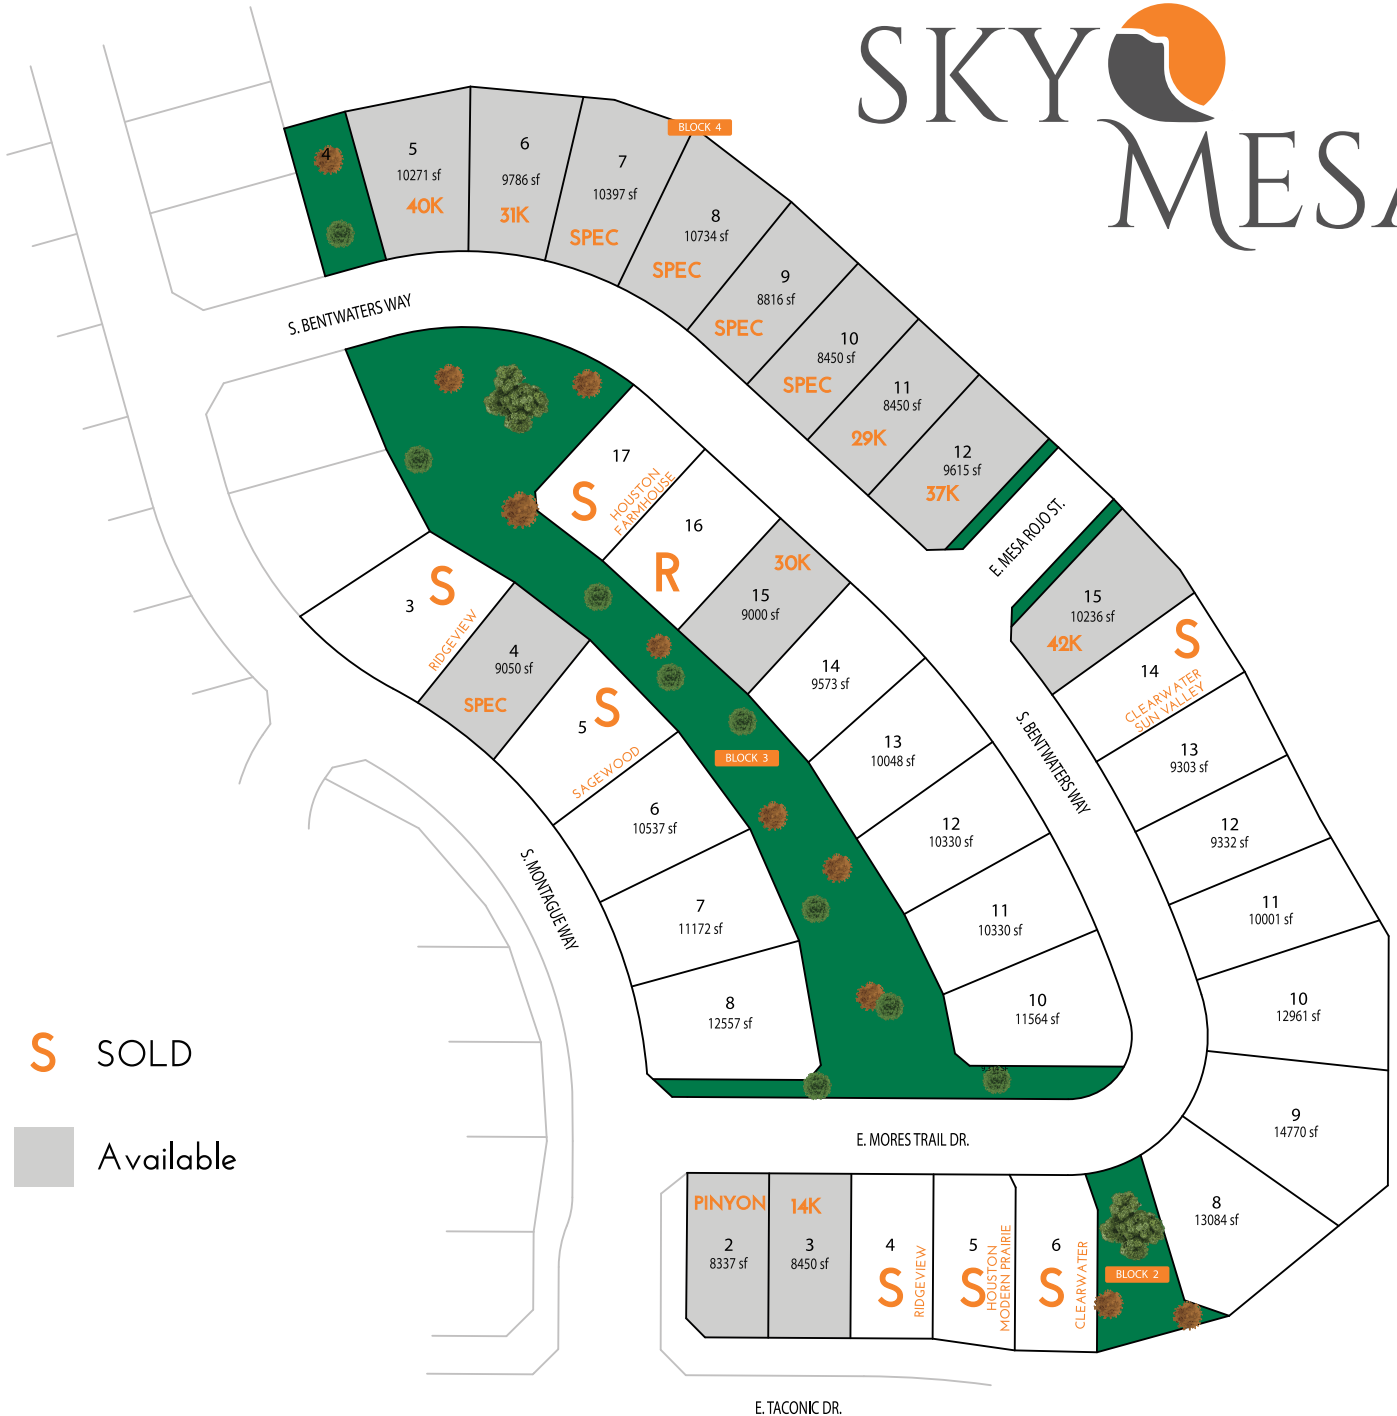 SKY
MESA
BLOCK 4
4
5
10271 sf
40K
6
9786 sf
31K
7
10397 sf
SPEC
8
10734 sf
SPEC
9
8816 sf
SPEC
10
8450 sf
SPEC
11
8450 sf
29K
12
9615 sf
37K
S. BENTWATERS WAY
E. MESA ROJO ST.
15
10236 sf
42K
S
14
CLEARWATER
SUN VALLEY
13
9303 sf
12
9332 sf
11
10001 sf
10
12961 sf
9
14770 sf
8
13084 sf
17
S
HOUSTON
FARMHOUSE
16
R
30K
15
9000 sf
14
9573 sf
13
10048 sf
12
10330 sf
11
10330 sf
10
11564 sf
S. BENTWATERS WAY
3
S
RIDGEVIEW
4
9050 sf
SPEC
5
S
SAGEWOOD
6
10537 sf
7
11172 sf
8
12557 sf
BLOCK 3
S. MONTAGUE WAY
E. MORES TRAIL DR.
S SOLD
Available
PINYON
2
8337 sf
14K
3
8450 sf
4
S
RIDGEVIEW
5
S
HOUSTON
MODERN PRAIRIE
6
S
CLEARWATER
BLOCK 2
E. TACONIC DR.